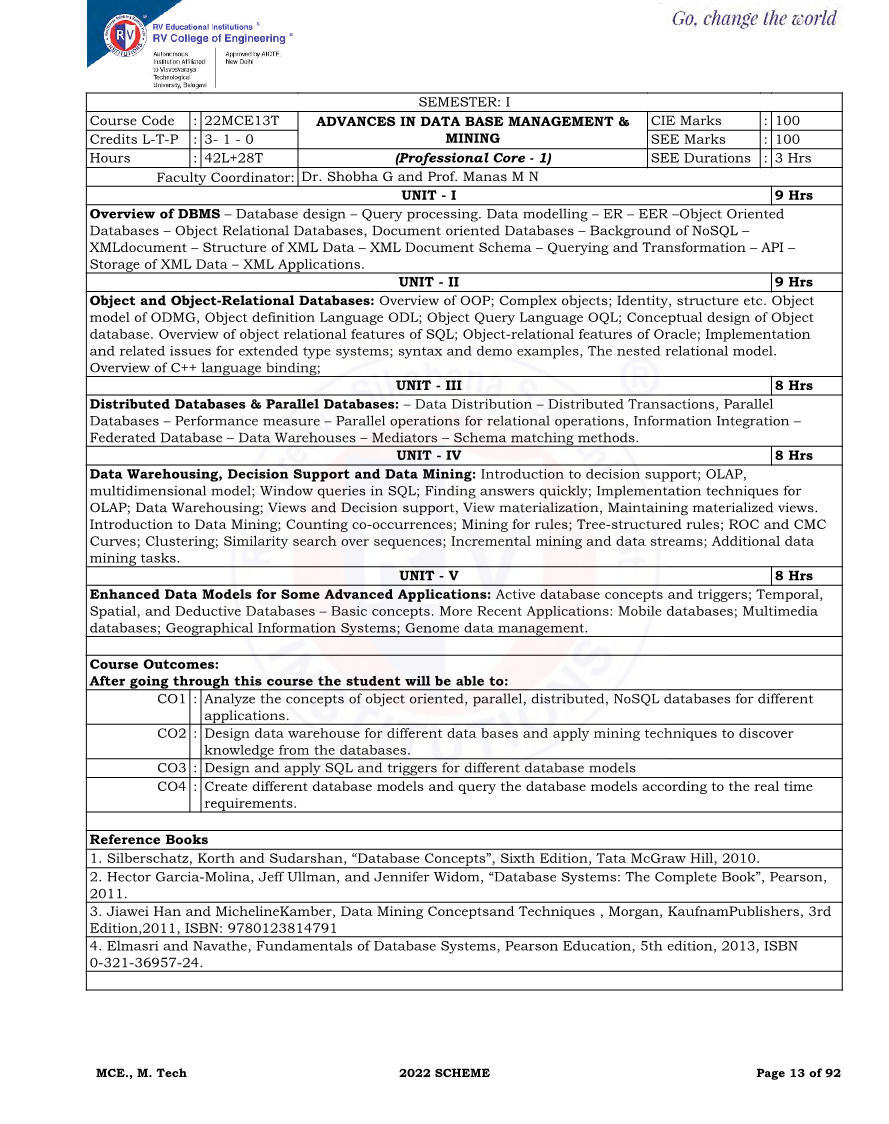 RV Educational Institutions ®
RV College of Engineering ®
Autonomous
Institution Affiliated
to Visvesvaraya
Technological
University, Belagavi
Approved by AICTE,
New Delhi
Go, change the world
SEMESTER: I
Course Code : 22MCE13T ADVANCES IN DATA BASE MANAGEMENT & CIE Marks : 100
Credits L-T-P : 3- 1 - 0 MINING SEE Marks : 100
Hours : 42L+28T (Professional Core - 1) SEE Durations : 3 Hrs
Faculty Coordinator: Dr. Shobha G and Prof. Manas M N
UNIT - I 9 Hrs
Overview of DBMS – Database design – Query processing. Data modelling – ER – EER –Object Oriented
Databases – Object Relational Databases, Document oriented Databases – Background of NoSQL –
XMLdocument – Structure of XML Data – XML Document Schema – Querying and Transformation – API –
Storage of XML Data – XML Applications.
UNIT - II 9 Hrs
Object and Object-Relational Databases: Overview of OOP; Complex objects; Identity, structure etc. Object
model of ODMG, Object definition Language ODL; Object Query Language OQL; Conceptual design of Object
database. Overview of object relational features of SQL; Object-relational features of Oracle; Implementation
and related issues for extended type systems; syntax and demo examples, The nested relational model.
Overview of C++ language binding;
UNIT - III 8 Hrs
Distributed Databases & Parallel Databases: – Data Distribution – Distributed Transactions, Parallel
Databases – Performance measure – Parallel operations for relational operations, Information Integration –
Federated Database – Data Warehouses – Mediators – Schema matching methods.
UNIT - IV 8 Hrs
Data Warehousing, Decision Support and Data Mining: Introduction to decision support; OLAP,
multidimensional model; Window queries in SQL; Finding answers quickly; Implementation techniques for
OLAP; Data Warehousing; Views and Decision support, View materialization, Maintaining materialized views.
Introduction to Data Mining; Counting co-occurrences; Mining for rules; Tree-structured rules; ROC and CMC
Curves; Clustering; Similarity search over sequences; Incremental mining and data streams; Additional data
mining tasks.
UNIT - V 8 Hrs
Enhanced Data Models for Some Advanced Applications: Active database concepts and triggers; Temporal,
Spatial, and Deductive Databases – Basic concepts. More Recent Applications: Mobile databases; Multimedia
databases; Geographical Information Systems; Genome data management.
Course Outcomes:
After going through this course the student will be able to:
CO1 : Analyze the concepts of object oriented, parallel, distributed, NoSQL databases for different
applications.
CO2 : Design data warehouse for different data bases and apply mining techniques to discover
knowledge from the databases.
CO3 : Design and apply SQL and triggers for different database models
CO4 : Create different database models and query the database models according to the real time
requirements.
Reference Books
1. Silberschatz, Korth and Sudarshan, “Database Concepts”, Sixth Edition, Tata McGraw Hill, 2010.
2. Hector Garcia-Molina, Jeff Ullman, and Jennifer Widom, “Database Systems: The Complete Book”, Pearson,
2011.
3. Jiawei Han and MichelineKamber, Data Mining Conceptsand Techniques , Morgan, KaufnamPublishers, 3rd
Edition,2011, ISBN: 9780123814791
4. Elmasri and Navathe, Fundamentals of Database Systems, Pearson Education, 5th edition, 2013, ISBN
0-321-36957-24.
MCE., M. Tech 2022 SCHEME Page 13 of 92